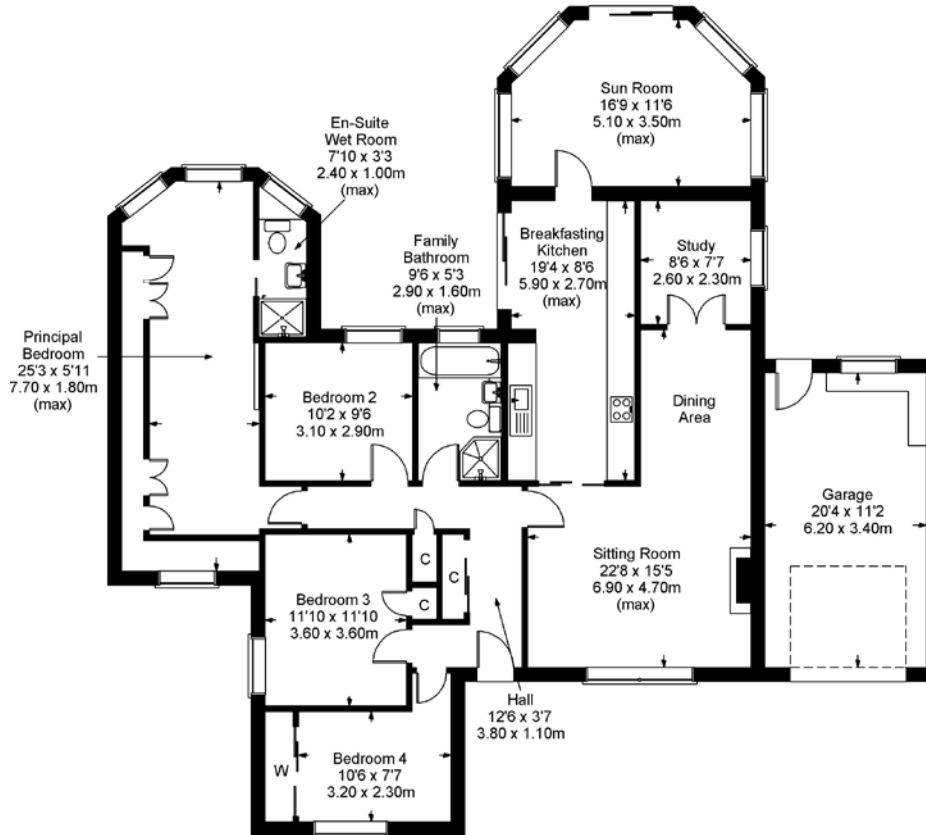 Sun Room
16'9 x 11'6
5.10 x 3.50m
(max)
En-Suite
Wet Room
7'10 x 3'3
2.40 x 1.00m
(max)
Family
Bathroom
9'6 x 5'3
2.90 x 1.60m
(max)
Breakfasting
Kitchen
19'4 x 8'6
5.90 x 2.70m
(max)
Study
8'6 x 7'7
2.60 x 2.30m
Principal
Bedroom
25'3 x 5'11
7.70 x 1.80m
(max)
Bedroom 2
10'2 x 9'6
3.10 x 2.90m
Dining
Area
Garage
20'4 x 11'2
6.20 x 3.40m
Sitting Room
22'8 x 15'5
6.90 x 4.70m
(max)
C
C
C
Bedroom 3
11'10 x 11'10
3.60 x 3.60m
Hall
12'6 x 3'7
3.80 x 1.10m
W
Bedroom 4
10'6 x 7'7
3.20 x 2.30m